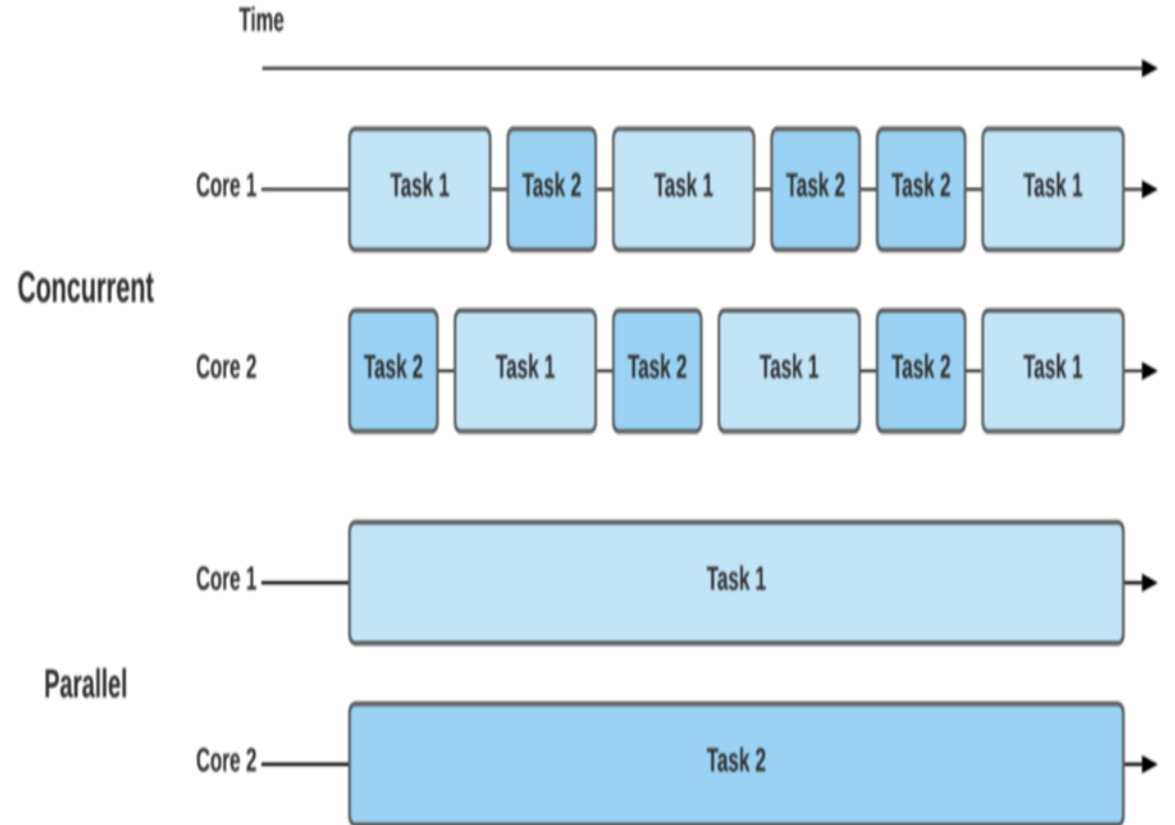 Time
Core 1 Task 1 Task 2 Task 1 Task 2 Task 2 Task 1
Concurrent
Core 2 Task 2 Task 1 Task 2 Task 1 Task 2 Task 1
Core 1 Task 1
Parallel
Core 2 Task 2